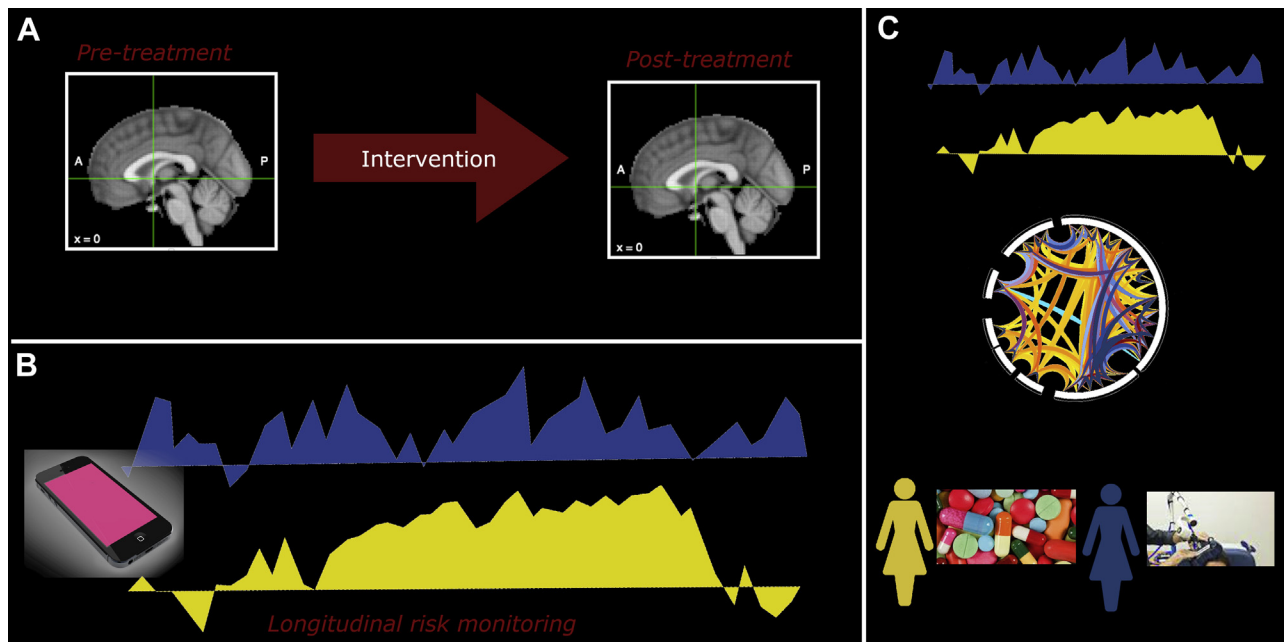 A
Pre-treatment
A
P
x = 0
Intervention
Post-treatment
A
P
x = 0
B
Longitudinal risk monitoring
C